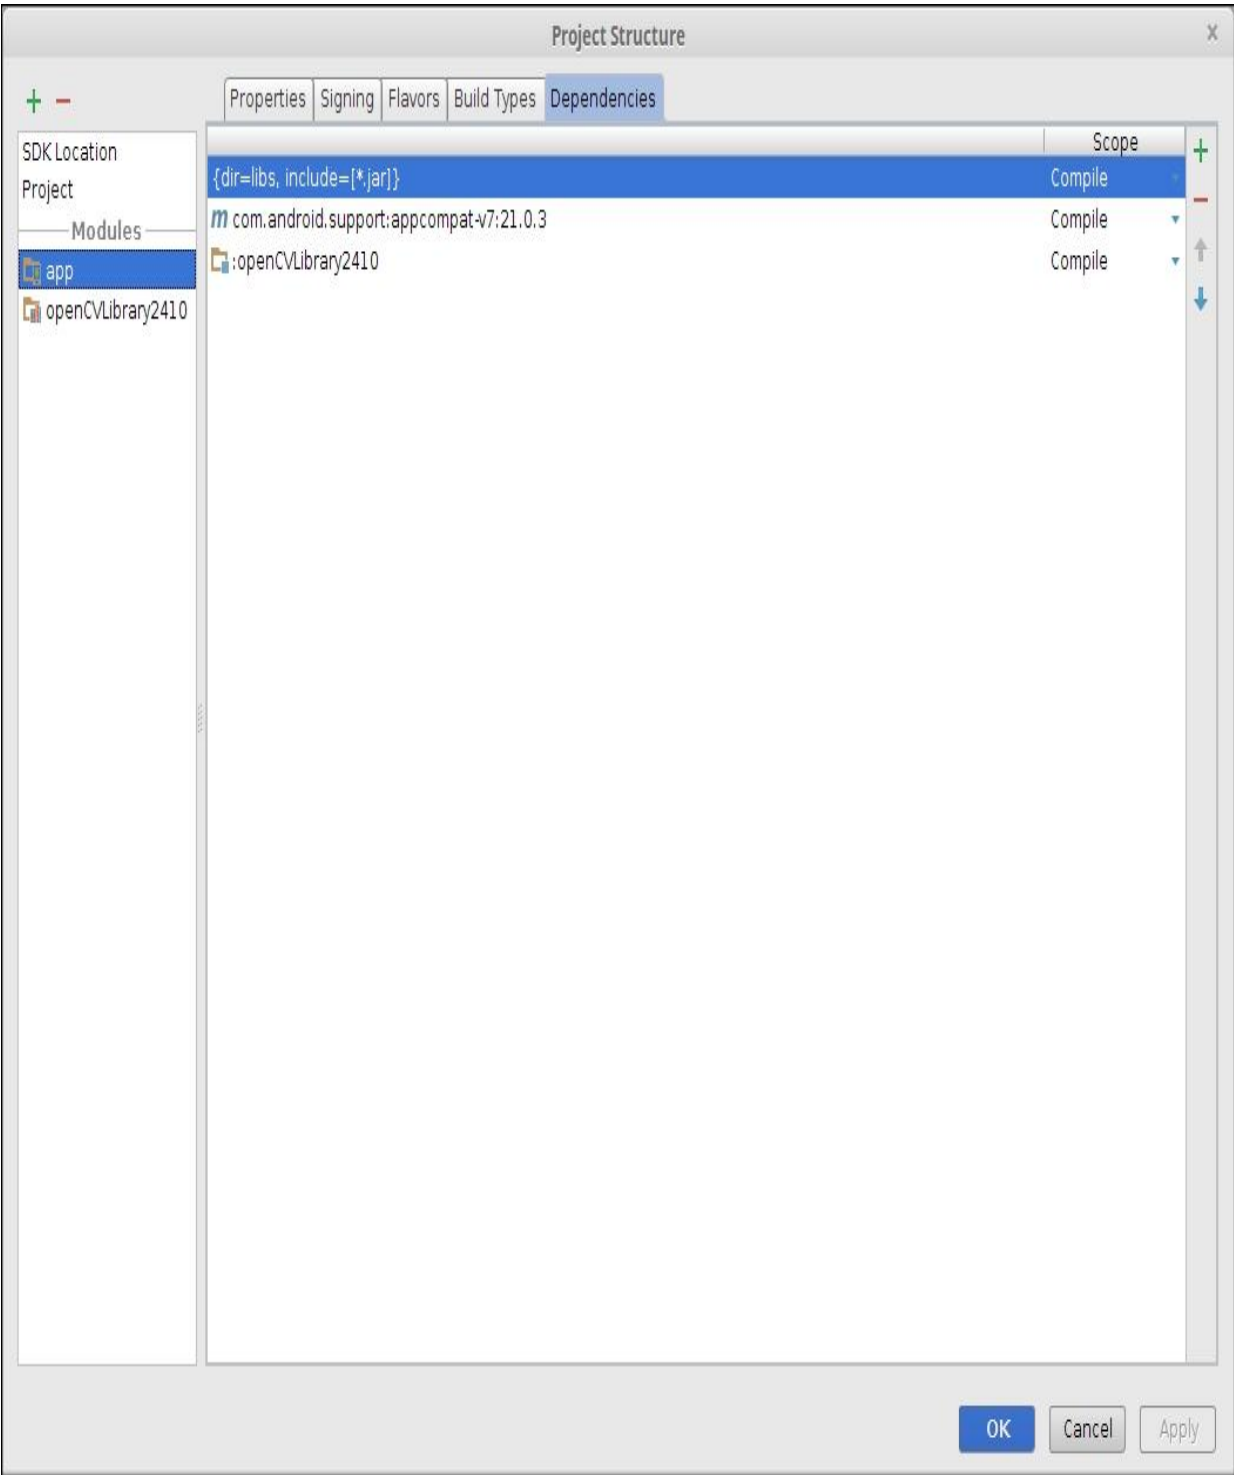 Project Structure
Properties Signing Flavors Build Types Dependencies
SDK Location
Project
Modules
app
openCVLibrary2410
Scope
{dir=libs, include=[*.jar]} Compile
m com.android.support:appcompat-v7:21.0.3 Compile
:openCVLibrary2410 Compile
OK Cancel Apply